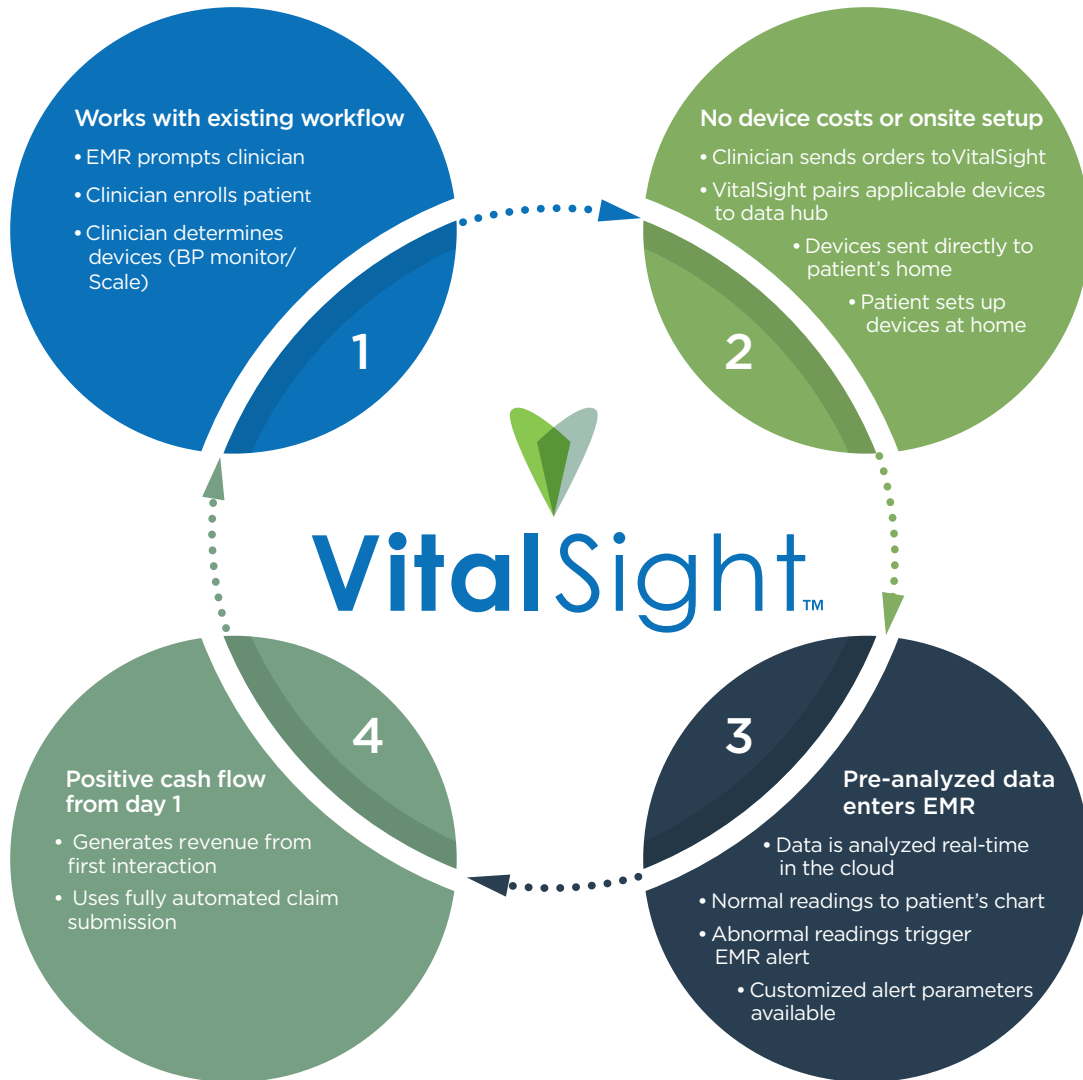 Works with existing workflow
• EMR prompts clinician
• Clinician enrolls patient
• Clinician determines
devices (BP monitor/
Scale)
1
No device costs or onsite setup
• Clinician sends orders toVitalSight
• VitalSight pairs applicable devices
to data hub
• Devices sent directly to
patient's home
• Patient sets up
devices at home
2
VitalSight™
3
Pre-analyzed data
enters EMR
• Data is analyzed real-time
in the cloud
• Normal readings to patient's chart
• Abnormal readings trigger
EMR alert
• Customized alert parameters
available
4
Positive cash flow
from day 1
• Generates revenue from
first interaction
• Uses fully automated claim
submission